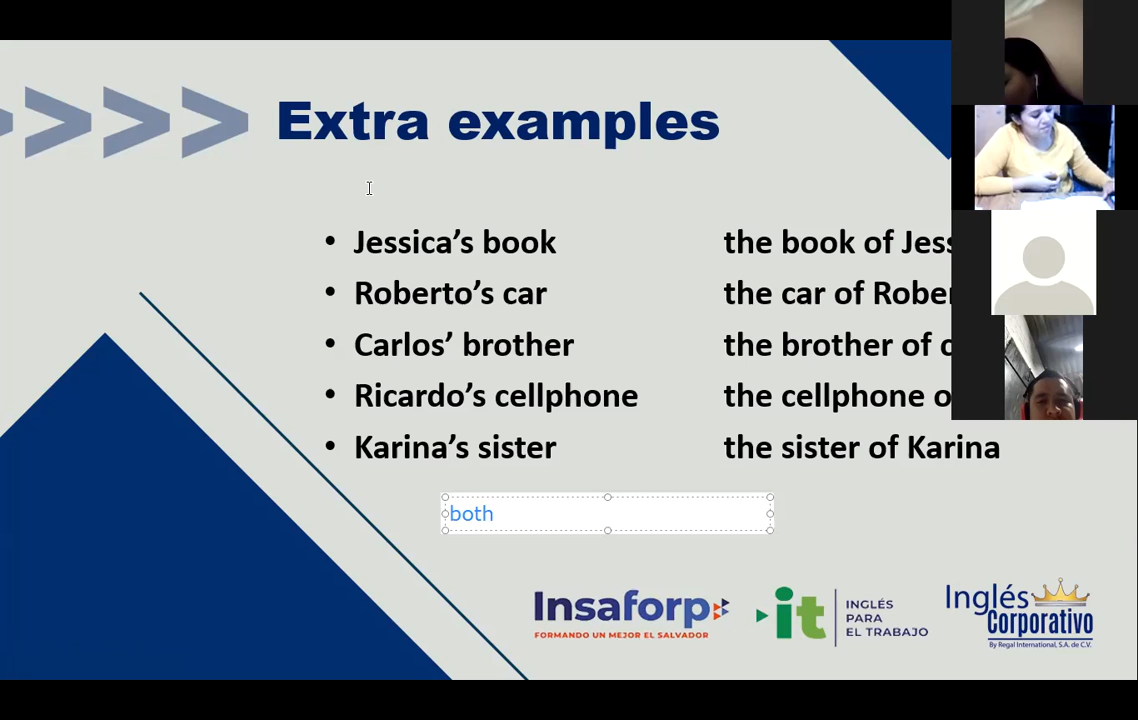 Extra examples
• Jessica’s book the book of
• Roberto’s car the car of
• Carlos’ brother the brother of
• Ricardo’s cellphone the cellphone
• Karina’s sister the sister of Karina
both
Insaforp
FORMANDO UN MEJOR EL SALVADOR
it
INGLÉS
PARA
EL TRABAJO
Inglés
Corporativo
By Regal International, S.A. de C.V.